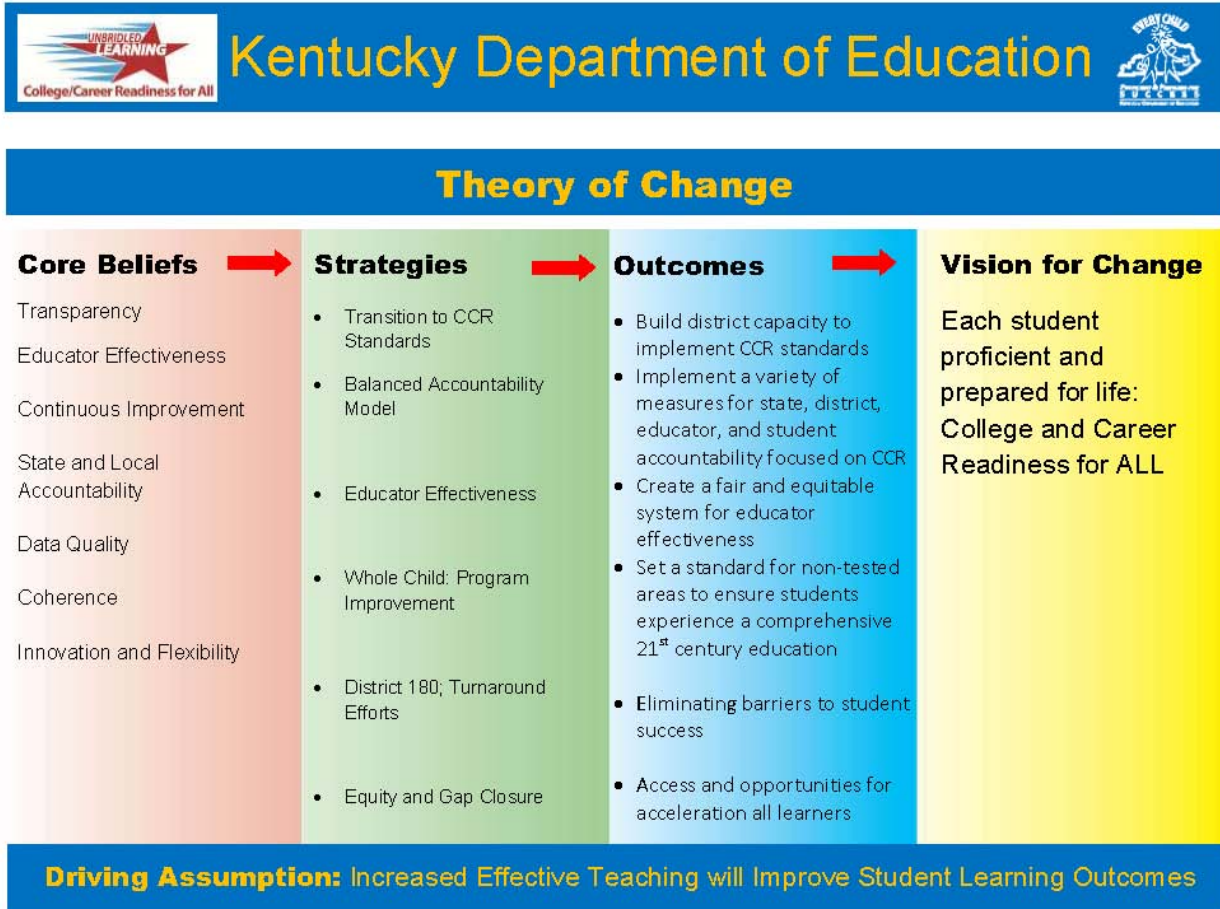 UNBRIDLED
LEARNING
College/Career Readiness for All
Kentucky Department of Education
EVERY CHILD
SUCCESS
Theory of Change
Core Beliefs
Transparency
Educator Effectiveness
Continuous Improvement
State and Local
Accountability
Data Quality
Coherence
Innovation and Flexibility
Strategies
• Transition to CCR
Standards
• Balanced Accountability
Model
• Educator Effectiveness
• Whole Child: Program
Improvement
• District 180; Turnaround
Efforts
• Equity and Gap Closure
Outcomes
• Build district capacity to
implement CCR standards
• Implement a variety of
measures for state, district,
educator, and student
accountability focused on CCR
• Create a fair and equitable
system for educator
effectiveness
• Set a standard for non-tested
areas to ensure students
experience a comprehensive
21st century education
• Eliminating barriers to student
success
• Access and opportunities for
acceleration all learners
Vision for Change
Each student
proficient and
prepared for life:
College and Career
Readiness for ALL
Driving Assumption: Increased Effective Teaching will Improve Student Learning Outcomes